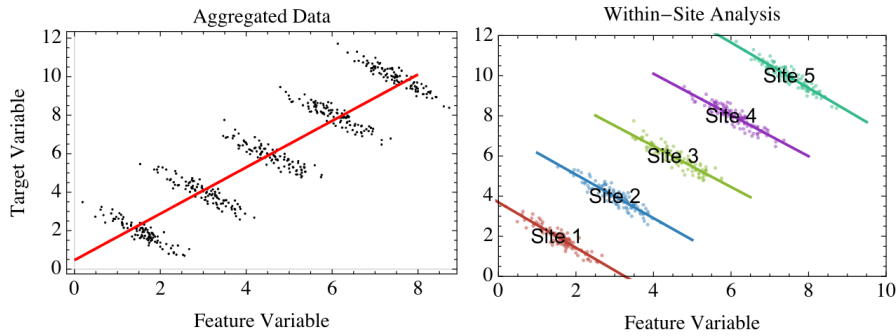 Aggregated Data
12
10
8
6
4
2
0
0 2 4 6 8
Target Variable
Feature Variable
Within-Site Analysis
12
10
8
6
4
2
0
0 2 4 6 8 10
Site 5
Site 4
Site 3
Site 2
Site 1
Feature Variable